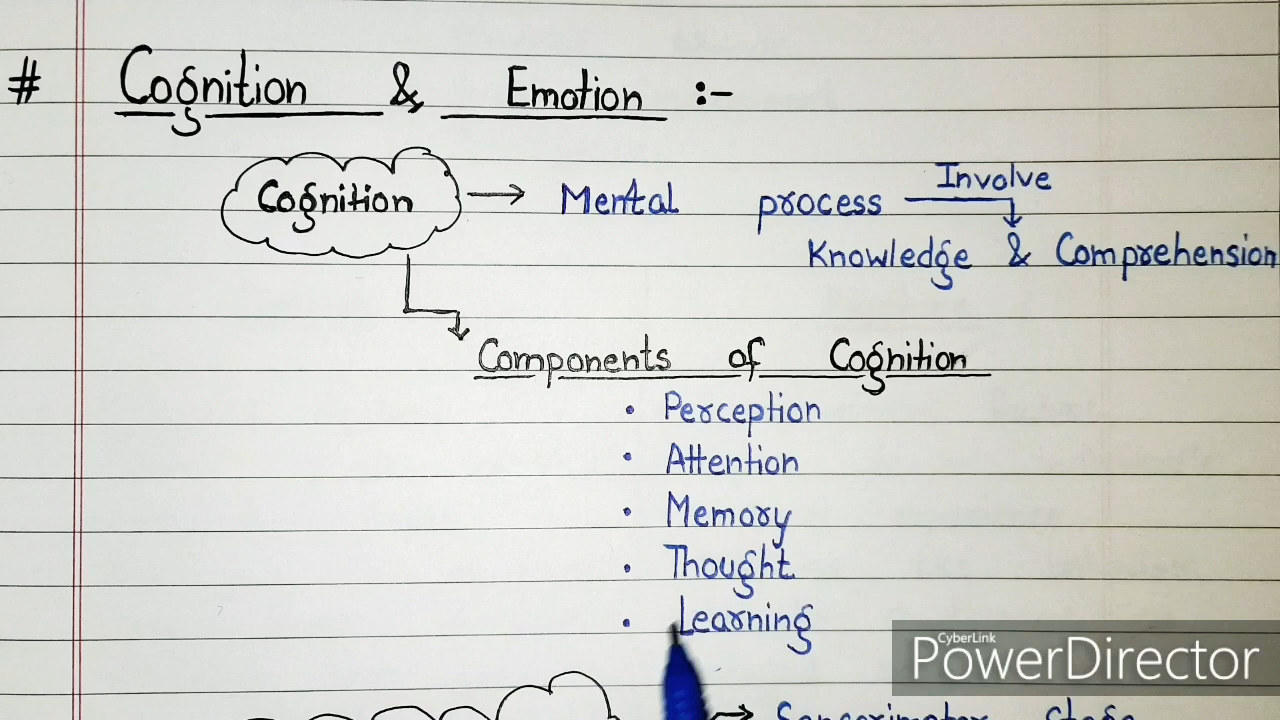 # Cognition & Emotion :-
Cognition → Mental process Involve
Knowledge & Comprehension
Components of Cognition
• Perception
• Attention
• Memory
• Thought
• Learning
CyberLink
PowerDirector